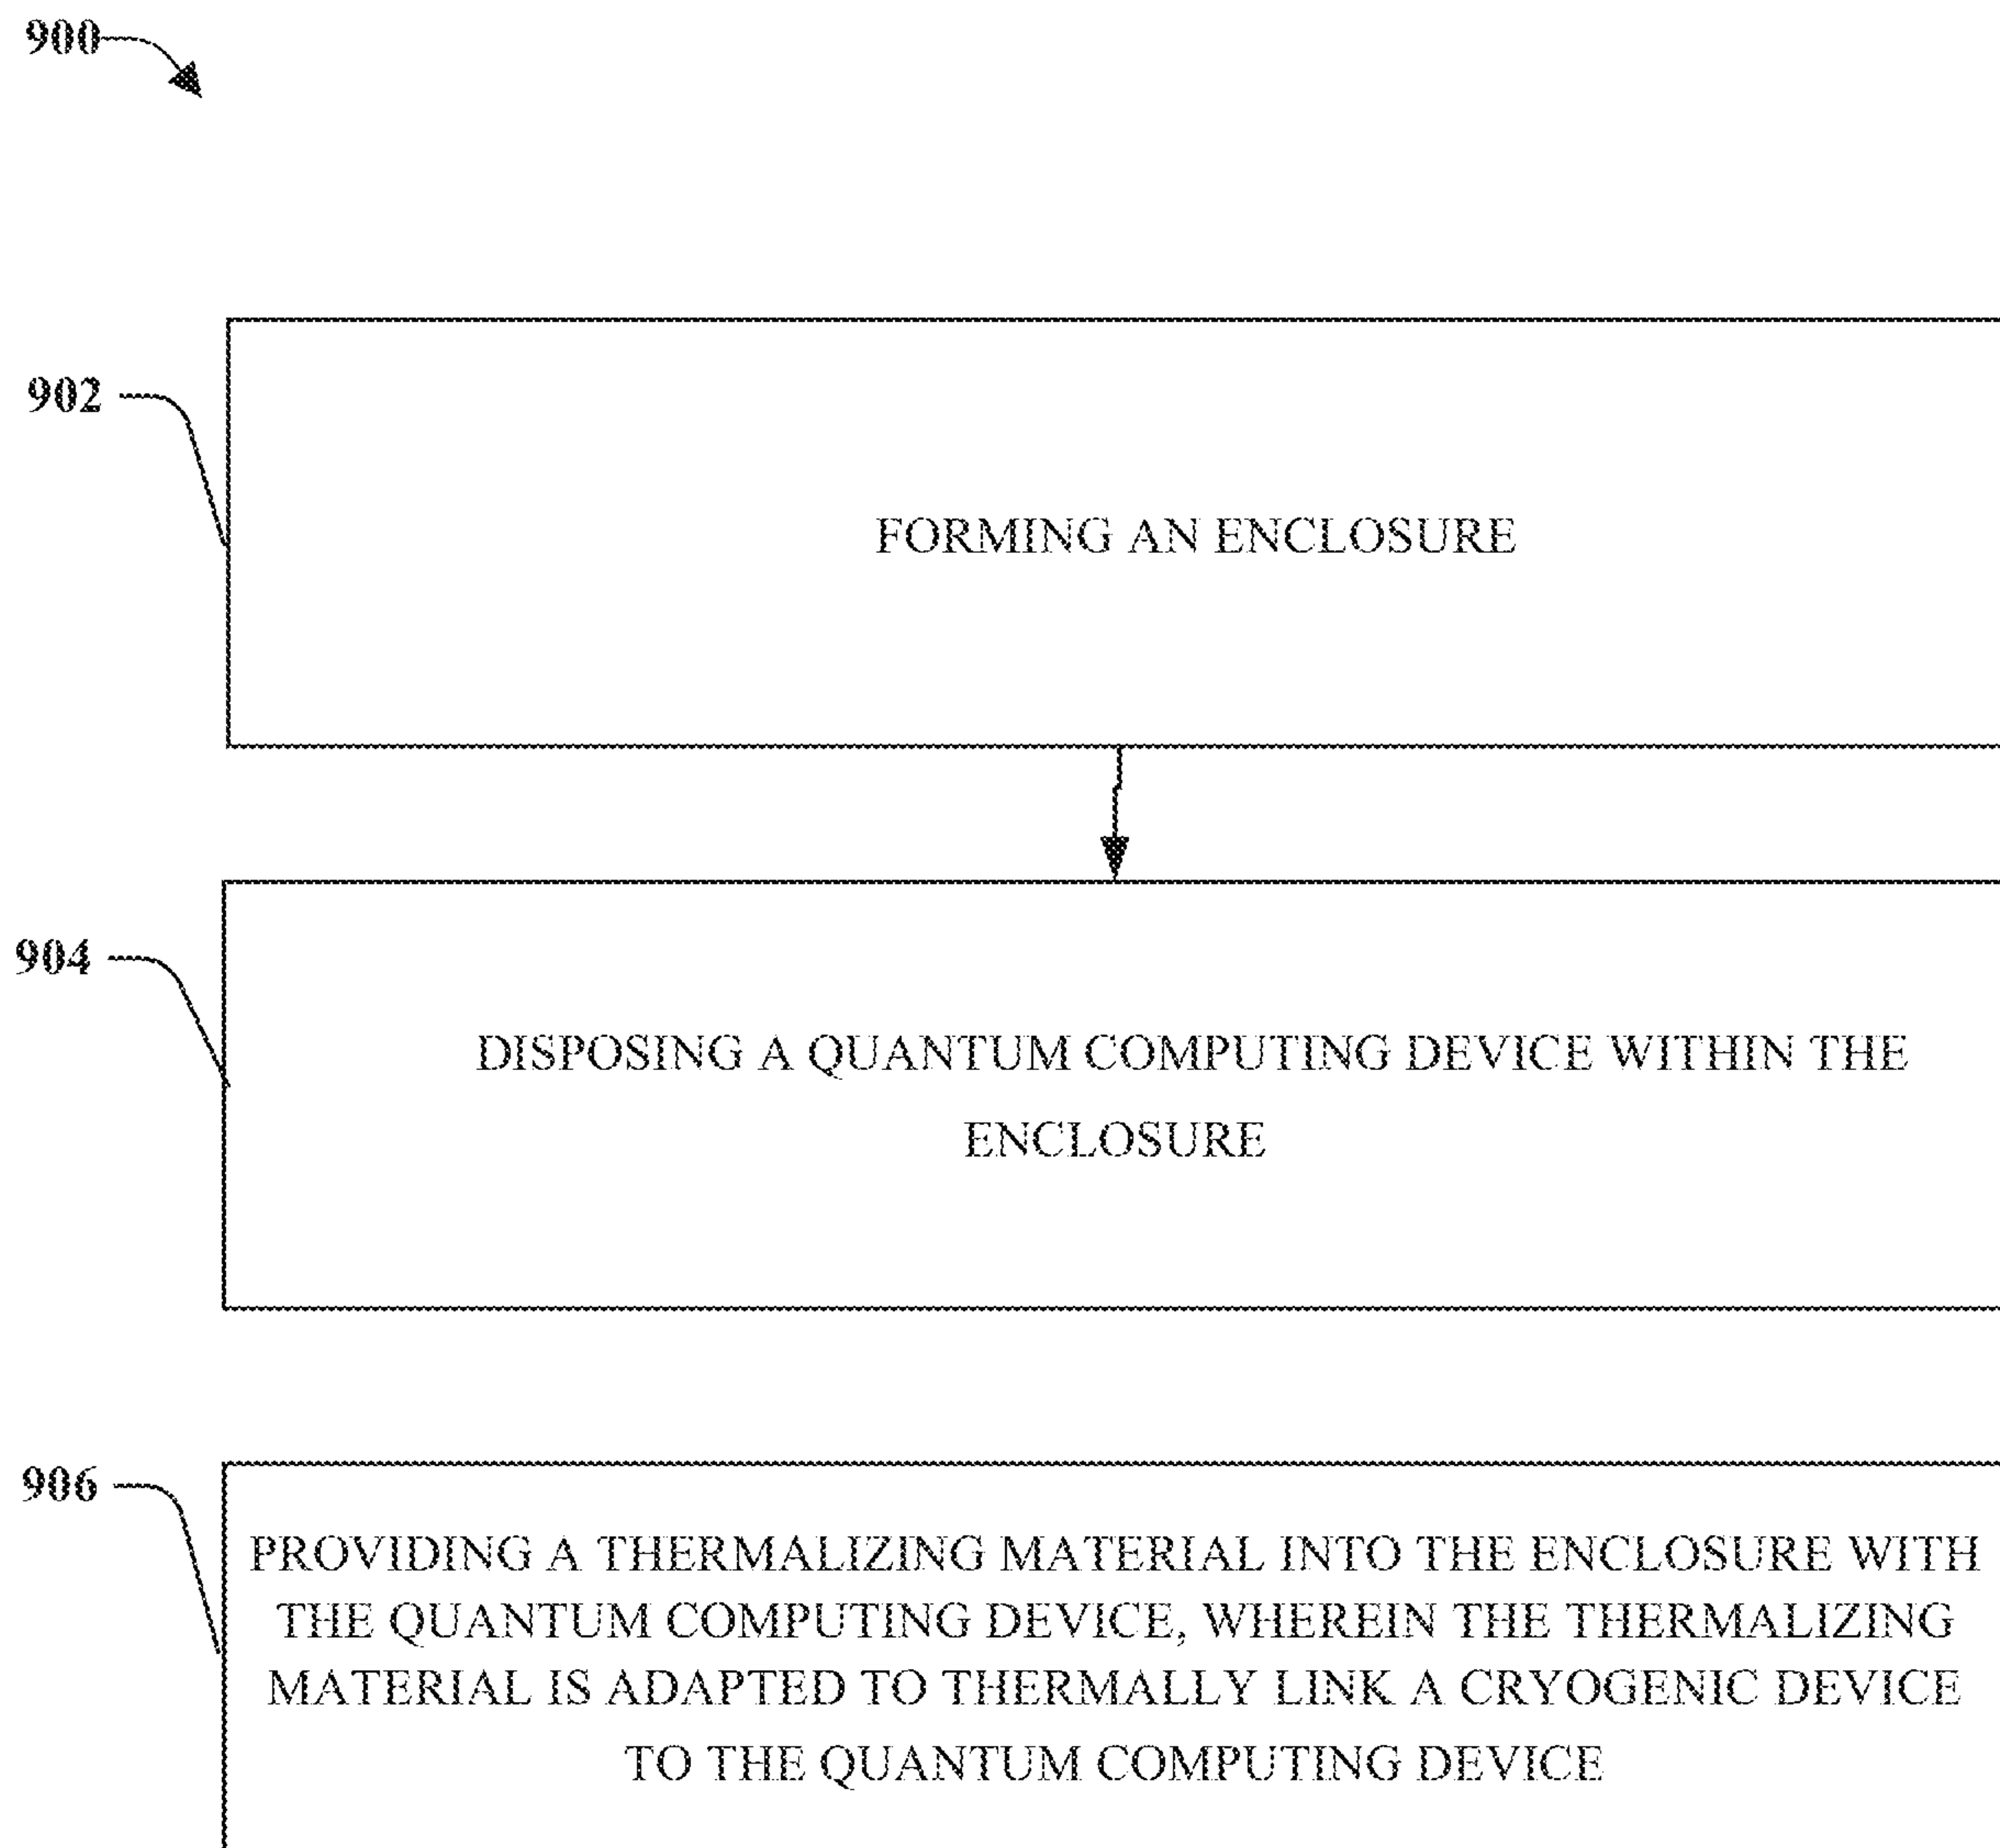 900
902
FORMING AN ENCLOSURE
904
DISPOSING A QUANTUM COMPUTING DEVICE WITHIN THE
ENCLOSURE
906
PROVIDING A THERMALIZING MATERIAL INTO THE ENCLOSURE WITH
THE QUANTUM COMPUTING DEVICE, WHEREIN THE THERMALIZING
MATERIAL IS ADAPTED TO THERMALLY LINK A CRYOGENIC DEVICE
TO THE QUANTUM COMPUTING DEVICE